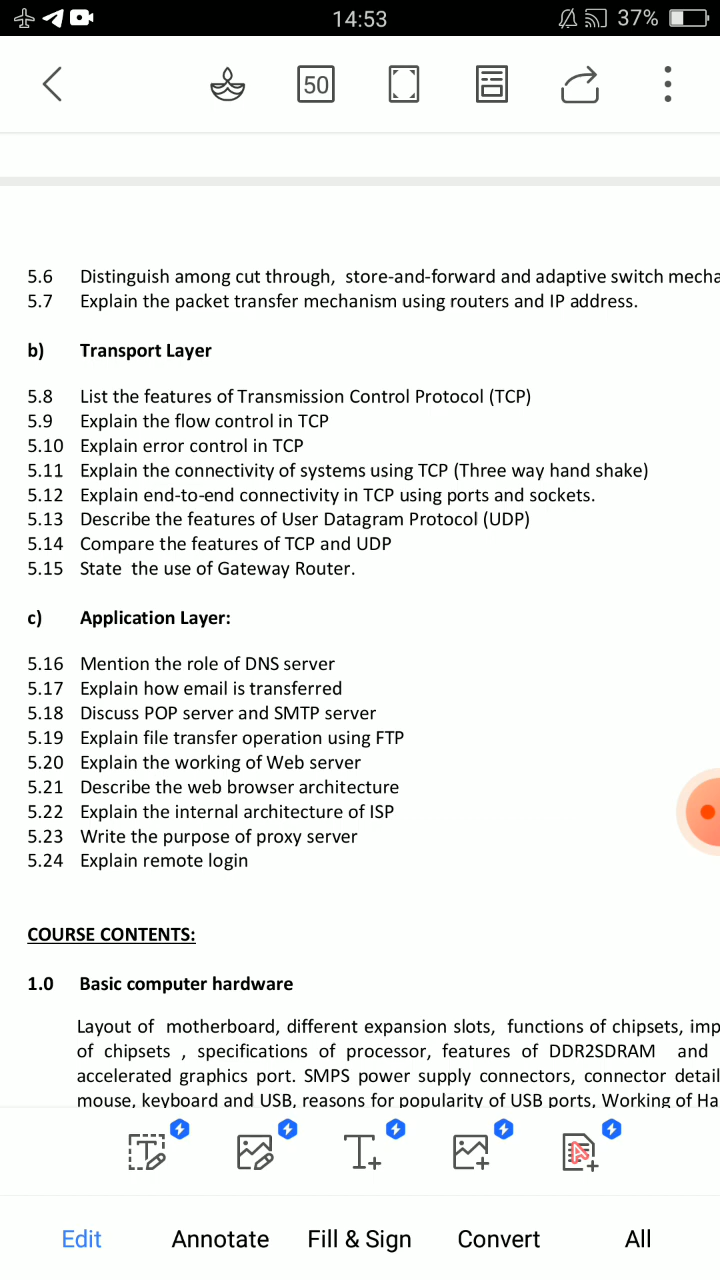 14:53
37%
50
5.6 Distinguish among cut through, store-and-forward and adaptive switch mecha
5.7 Explain the packet transfer mechanism using routers and IP address.
b) Transport Layer
5.8 List the features of Transmission Control Protocol (TCP)
5.9 Explain the flow control in TCP
5.10 Explain error control in TCP
5.11 Explain the connectivity of systems using TCP (Three way hand shake)
5.12 Explain end-to-end connectivity in TCP using ports and sockets.
5.13 Describe the features of User Datagram Protocol (UDP)
5.14 Compare the features of TCP and UDP
5.15 State the use of Gateway Router.
c) Application Layer:
5.16 Mention the role of DNS server
5.17 Explain how email is transferred
5.18 Discuss POP server and SMTP server
5.19 Explain file transfer operation using FTP
5.20 Explain the working of Web server
5.21 Describe the web browser architecture
5.22 Explain the internal architecture of ISP
5.23 Write the purpose of proxy server
5.24 Explain remote login
COURSE CONTENTS:
1.0 Basic computer hardware
Layout of motherboard, different expansion slots, functions of chipsets, imp
of chipsets , specifications of processor, features of DDR2SDRAM and
accelerated graphics port. SMPS power supply connectors, connector detail
mouse, keyboard and USB, reasons for popularity of USB ports, Working of Ha
Edit Annotate Fill & Sign Convert All